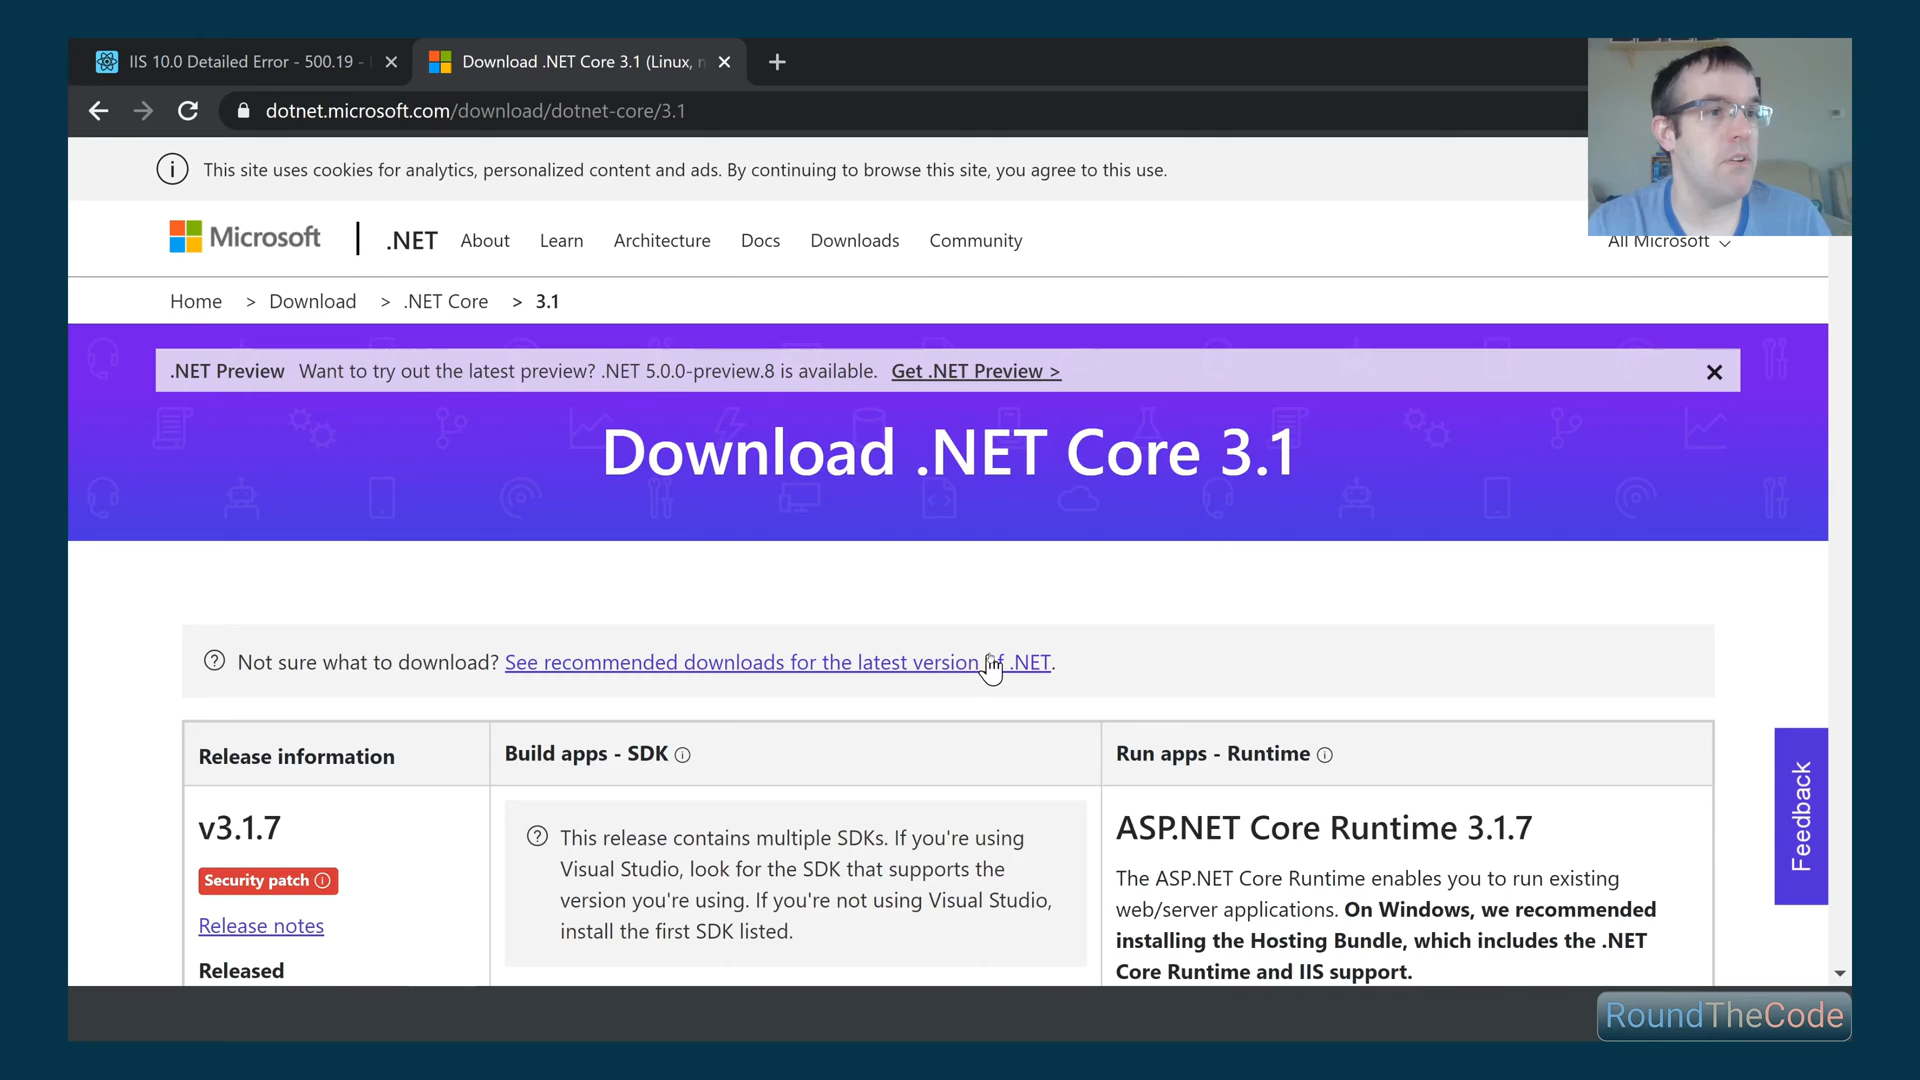 IIS 10.0 Detailed Error - 500.19 -
Download .NET Core 3.1 (Linux,
dotnet.microsoft.com/download/dotnet-core/3.1
This site uses cookies for analytics, personalized content and ads. By continuing to browse this site, you agree to this use.
Microsoft
.NET About Learn Architecture Docs Downloads Community
All Microsoft
Home > Download > .NET Core > 3.1
.NET Preview Want to try out the latest preview? .NET 5.0.0-preview.8 is available. Get .NET Preview >
Download .NET Core 3.1
Not sure what to download? See recommended downloads for the latest version of .NET.
Release information
Build apps - SDK
Run apps - Runtime
v3.1.7
Security patch
Release notes
Released
This release contains multiple SDKs. If you're using
Visual Studio, look for the SDK that supports the
version you're using. If you're not using Visual Studio,
install the first SDK listed.
ASP.NET Core Runtime 3.1.7
The ASP.NET Core Runtime enables you to run existing
web/server applications. On Windows, we recommended
installing the Hosting Bundle, which includes the .NET
Core Runtime and IIS support.
Feedback
RoundTheCode